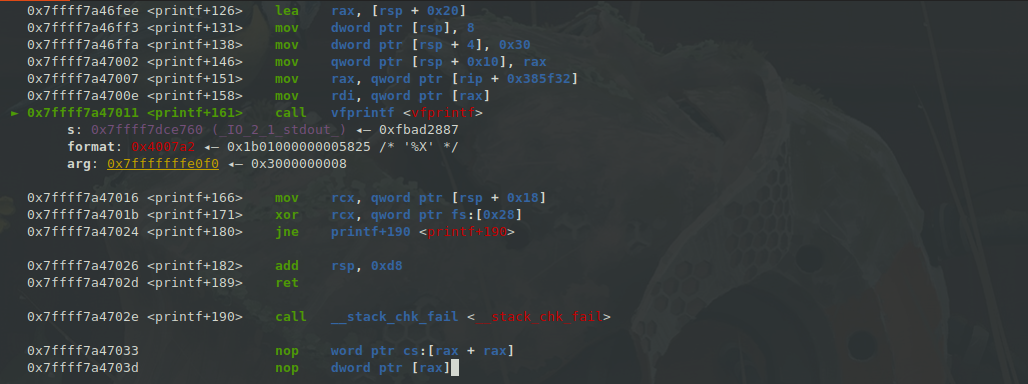 0x7ffff7a46fee <printf+126> lea rax, [rsp + 0x20]
0x7ffff7a46ff3 <printf+131> mov dword ptr [rsp], 8
0x7ffff7a46ffa <printf+138> mov dword ptr [rsp + 4], 0x30
0x7ffff7a47002 <printf+146> mov qword ptr [rsp + 0x10], rax
0x7ffff7a47007 <printf+151> mov rax, qword ptr [rip + 0x385f32]
0x7ffff7a4700e <printf+158> mov rdi, qword ptr [rax]
► 0x7ffff7a47011 <printf+161> call vfprintf <vfprintf>
s: 0x7ffff7dce760 (_IO_2_1_stdout_) ◂— 0xfbad2887
format: 0x4007a2 ◂— 0x1b01000000005825 /* '%X' */
arg: 0x7fffffffe0f0 ◂— 0x3000000008
0x7ffff7a47016 <printf+166> mov rcx, qword ptr [rsp + 0x18]
0x7ffff7a4701b <printf+171> xor rcx, qword ptr fs:[0x28]
0x7ffff7a47024 <printf+180> jne printf+190 <printf+190>
0x7ffff7a47026 <printf+182> add rsp, 0xd8
0x7ffff7a4702d <printf+189> ret
0x7ffff7a4702e <printf+190> call __stack_chk_fail <__stack_chk_fail>
0x7ffff7a47033 nop word ptr cs:[rax + rax]
0x7ffff7a4703d nop dword ptr [rax]